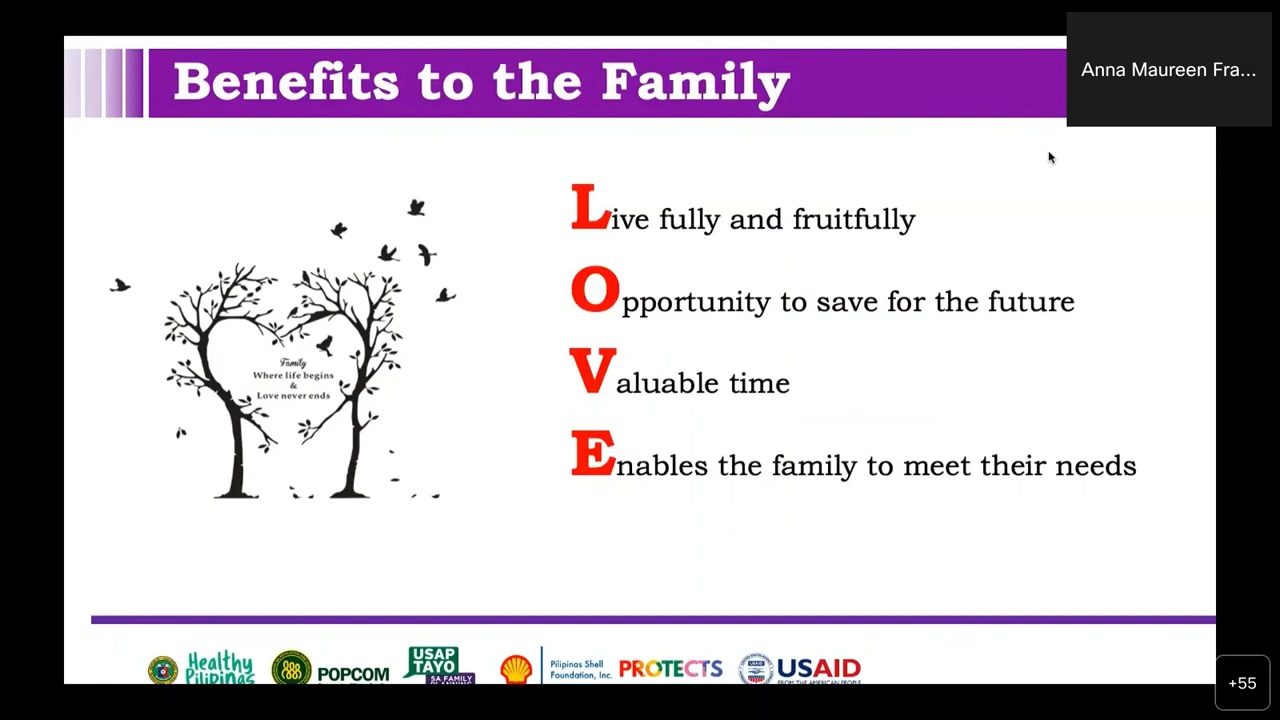 Benefits to the Family
Anna Maureen Fra...
Live fully and fruitfully
Opportunity to save for the future
Valuable time
Enables the family to meet their needs
Family
Where life begins
&
Love never ends
Healthy
Pilipinas
POPCOM
USAP
TAYO
SA FAMILY
PLANNING
Pilipinas Shell
Foundation, Inc.
PROTECTS
USAID
FROM THE AMERICAN PEOPLE
+55